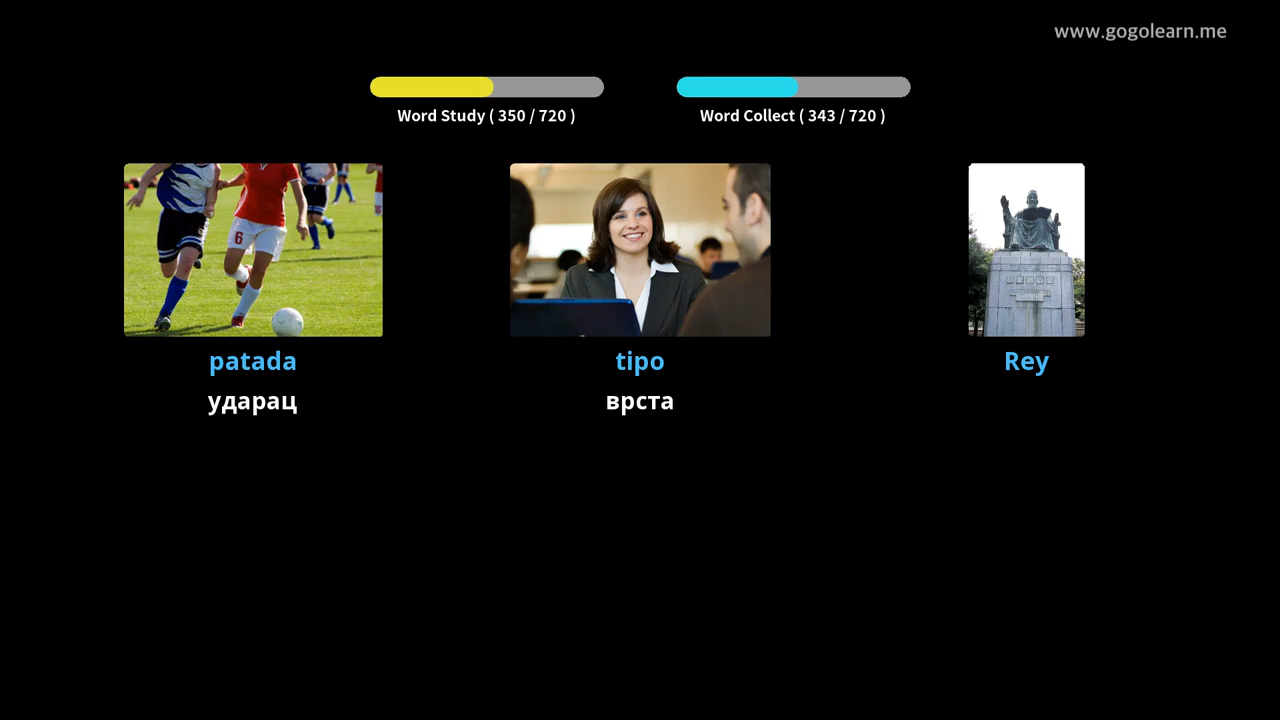 www.gogolearn.me
Word Study ( 350 / 720 )
Word Collect ( 343 / 720 )
patada
ударац
tipo
врста
Rey